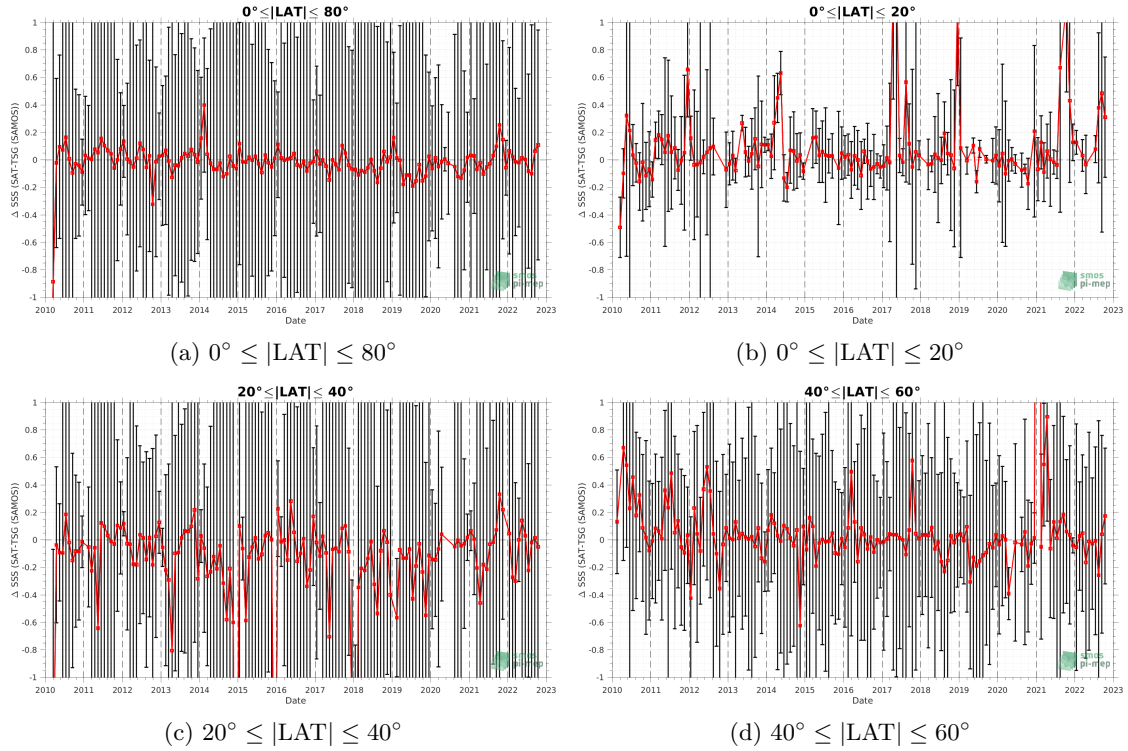 0°≤|LAT|≤ 80°
Δ SSS (SAT-TSG (SAMOS))
1
0.8
0.6
0.4
0.2
0
-0.2
-0.4
-0.6
-0.8
-1
2010 2011 2012 2013 2014 2015 2016 2017 2018 2019 2020 2021 2022 2023
Date
smos
pi-mep
(a) 0° ≤ |LAT| ≤ 80°
0°≤|LAT|≤ 20°
Δ SSS (SAT-TSG (SAMOS))
1
0.8
0.6
0.4
0.2
0
-0.2
-0.4
-0.6
-0.8
-1
2010 2011 2012 2013 2014 2015 2016 2017 2018 2019 2020 2021 2022 2023
Date
smos
pi-mep
(b) 0° ≤ |LAT| ≤ 20°
20°≤|LAT|≤ 40°
Δ SSS (SAT-TSG (SAMOS))
1
0.8
0.6
0.4
0.2
0
-0.2
-0.4
-0.6
-0.8
-1
2010 2011 2012 2013 2014 2015 2016 2017 2018 2019 2020 2021 2022 2023
Date
smos
pi-mep
(c) 20° ≤ |LAT| ≤ 40°
40°≤|LAT|≤ 60°
Δ SSS (SAT-TSG (SAMOS))
1
0.8
0.6
0.4
0.2
0
-0.2
-0.4
-0.6
-0.8
-1
2010 2011 2012 2013 2014 2015 2016 2017 2018 2019 2020 2021 2022 2023
Date
smos
pi-mep
(d) 40° ≤ |LAT| ≤ 60°